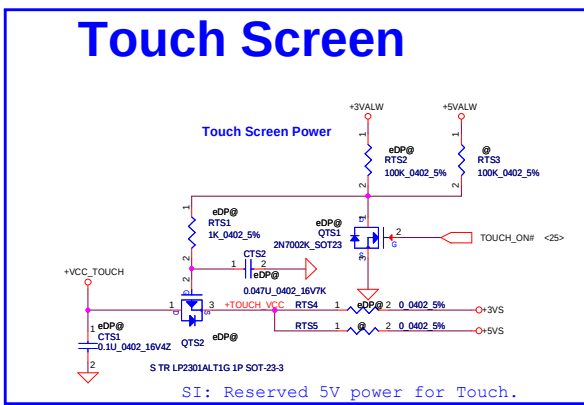 Touch Screen
+3VALW
+5VALW
Touch Screen Power
1
1
eDP@
RTS2
100K_0402_5%
@
RTS3
100K_0402_5%
2
2
eDP@
RTS1
1K_0402_5%
1
2
eDP@
QTS1
2N7002K_SOT23
D
1
S
3
G
2
TOUCH_ON# <25>
CTS2
1 2
eDP@
0.047U_0402_16V7K
+VCC_TOUCH
G
D
S
1
3
+TOUCH_VCC
RTS4 1 eDP@ 2 0_0402_5%
+3VS
RTS5 1 @ 2 0_0402_5%
+5VS
1
eDP@
CTS1
0.1U_0402_16V4Z
2
QTS2
eDP@
S TR LP2301ALT1G 1P SOT-23-3
SI: Reserved 5V power for Touch.